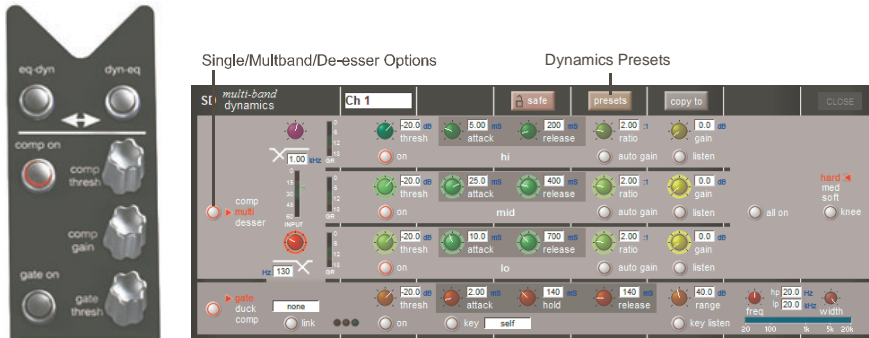 Single/Multband/De-esser Options
Dynamics Presets
eq-dyn
dyn-eq
comp on
comp thresh
comp gain
gate on
gate thresh
multi-band dynamics
Ch 1
safe
presets
copy to
CLOSE
-20.0 dB
5.00 mS
200 mS
2.00 :1
0.0 dB
thresh
attack
release
ratio
gain
1.00 kHz
GR
on
hi
auto gain
listen
-20.0 dB
25.0 mS
400 mS
2.00 :1
0.0 dB
thresh
attack
release
ratio
gain
hard
med
soft
comp
multi
desser
INPUT
on
mid
auto gain
listen
all on
knee
-20.0 dB
10.0 mS
700 mS
2.00 :1
0.0 dB
thresh
attack
release
ratio
gain
Hz 130
GR
on
lo
auto gain
listen
gate
duck
comp
none
link
-20.0 dB
2.00 mS
140 mS
140 mS
40.0 dB
hp 20.0 Hz
lp 20.0 kHz
thresh
attack
hold
release
range
freq
width
on
key
self
key listen
20 100 1k 5k 20k